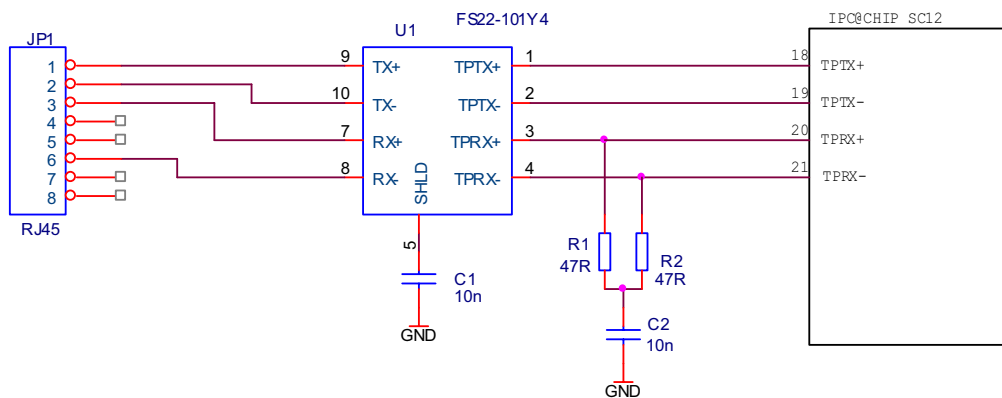 FS22-101Y4
IPC@CHIP SC12
U1
JP1
1 9 TX+ TPTX+ 1 18 TPTX+
2 10 TX- TPTX- 2 19 TPTX-
3 7 RX+ TPRX+ 3 20 TPRX+
4
5
6 8 RX- TPRX- 4 21 TPRX-
7
8
SHLD
RJ45
5
R1
47R
R2
47R
C1
10n
GND
C2
10n
GND